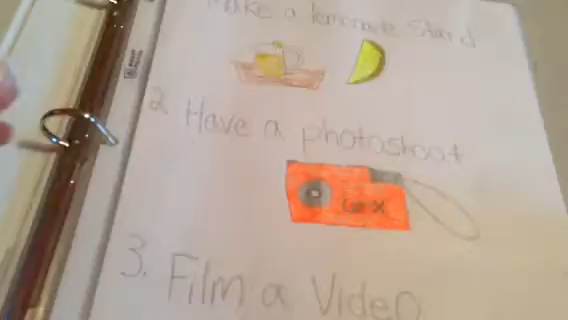 Make a lemonade Stand
2. Have a photoshoot
3. Film a Video